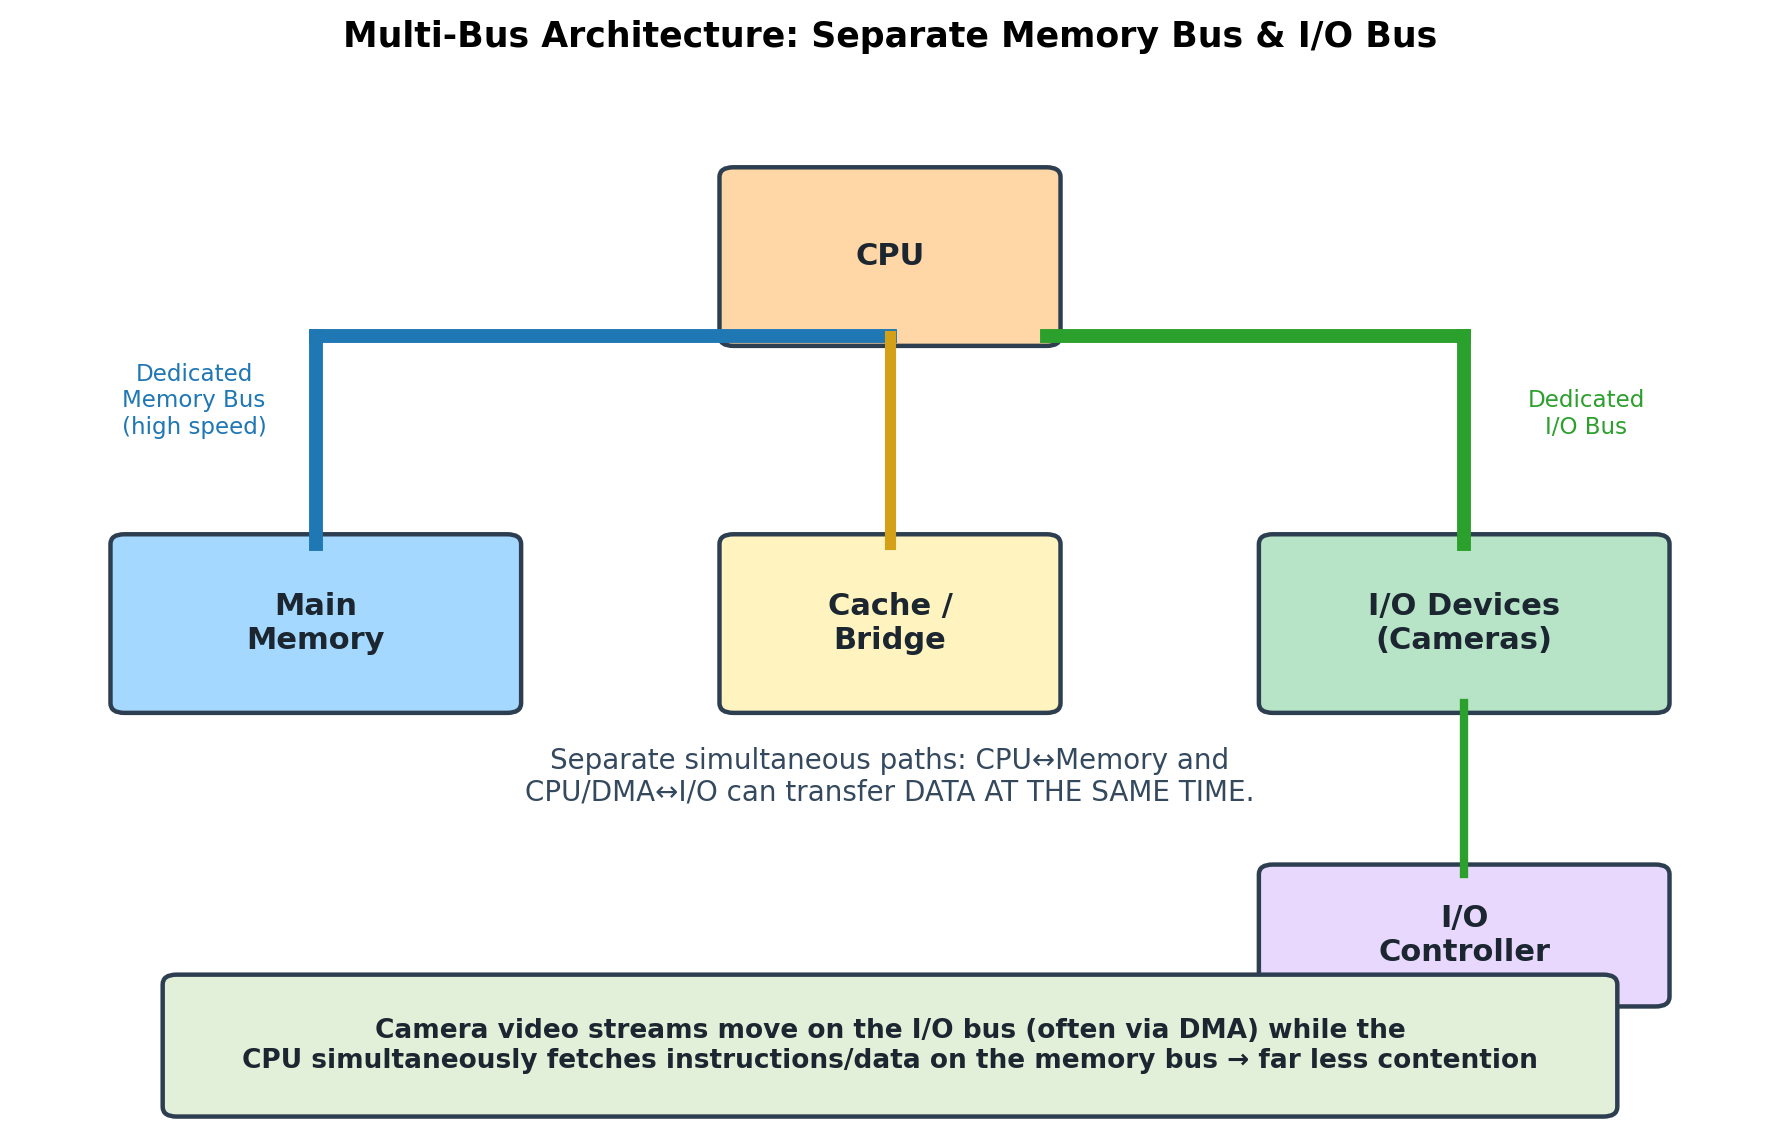 Multi-Bus Architecture: Separate Memory Bus & I/O Bus
CPU
Dedicated
Memory Bus
(high speed)
Dedicated
I/O Bus
Main
Memory
Cache /
Bridge
I/O Devices
(Cameras)
Separate simultaneous paths: CPU↔Memory and
CPU/DMA↔I/O can transfer DATA AT THE SAME TIME.
I/O
Controller
Camera video streams move on the I/O bus (often via DMA) while the
CPU simultaneously fetches instructions/data on the memory bus → far less contention